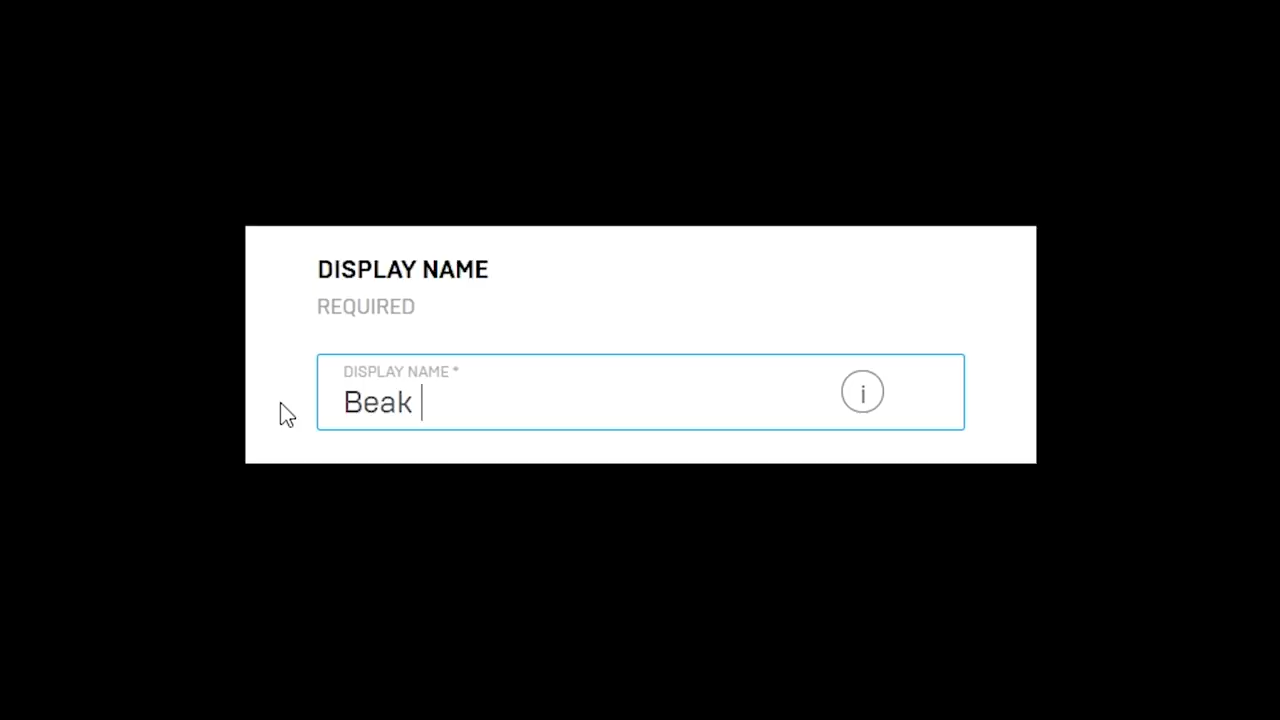 DISPLAY NAME
REQUIRED
DISPLAY NAME *
Beak
i